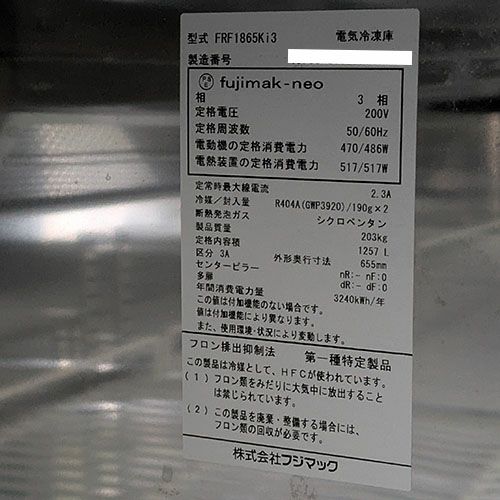 型式 FRF1865Ki3 電気冷凍庫
製造番号
PSE fujimak-neo
相 3 相
定格電圧 200V
定格周波数 50/60Hz
電動機の定格消費電力 470/486W
電熱装置の定格消費電力 517/517W
定常時最大線電流 2.3A
冷媒/封入量 R404A(GWP3920)/190g×2
断熱発泡ガス シクロペンタン
製品質量 203kg
定格内容積 1257 L
区分 3A 外形奥行寸法 655mm
センターピラー nR:- nF:0
多扉 dR:- dF:0
年間消費電力量 3240kWh/年
この値は付加機能のない場合です。
値は付加機能により異なります。
また、使用環境・状況により変動します。
フロン排出抑制法 第一種特定製品
この製品は冷媒として、HFCが使われています。
(1) フロン類をみだりに大気中に放出すること
は禁じられています。
(2) この製品を廃棄・整備する場合には、
フロン類の回収が必要です。
株式会社フジマック